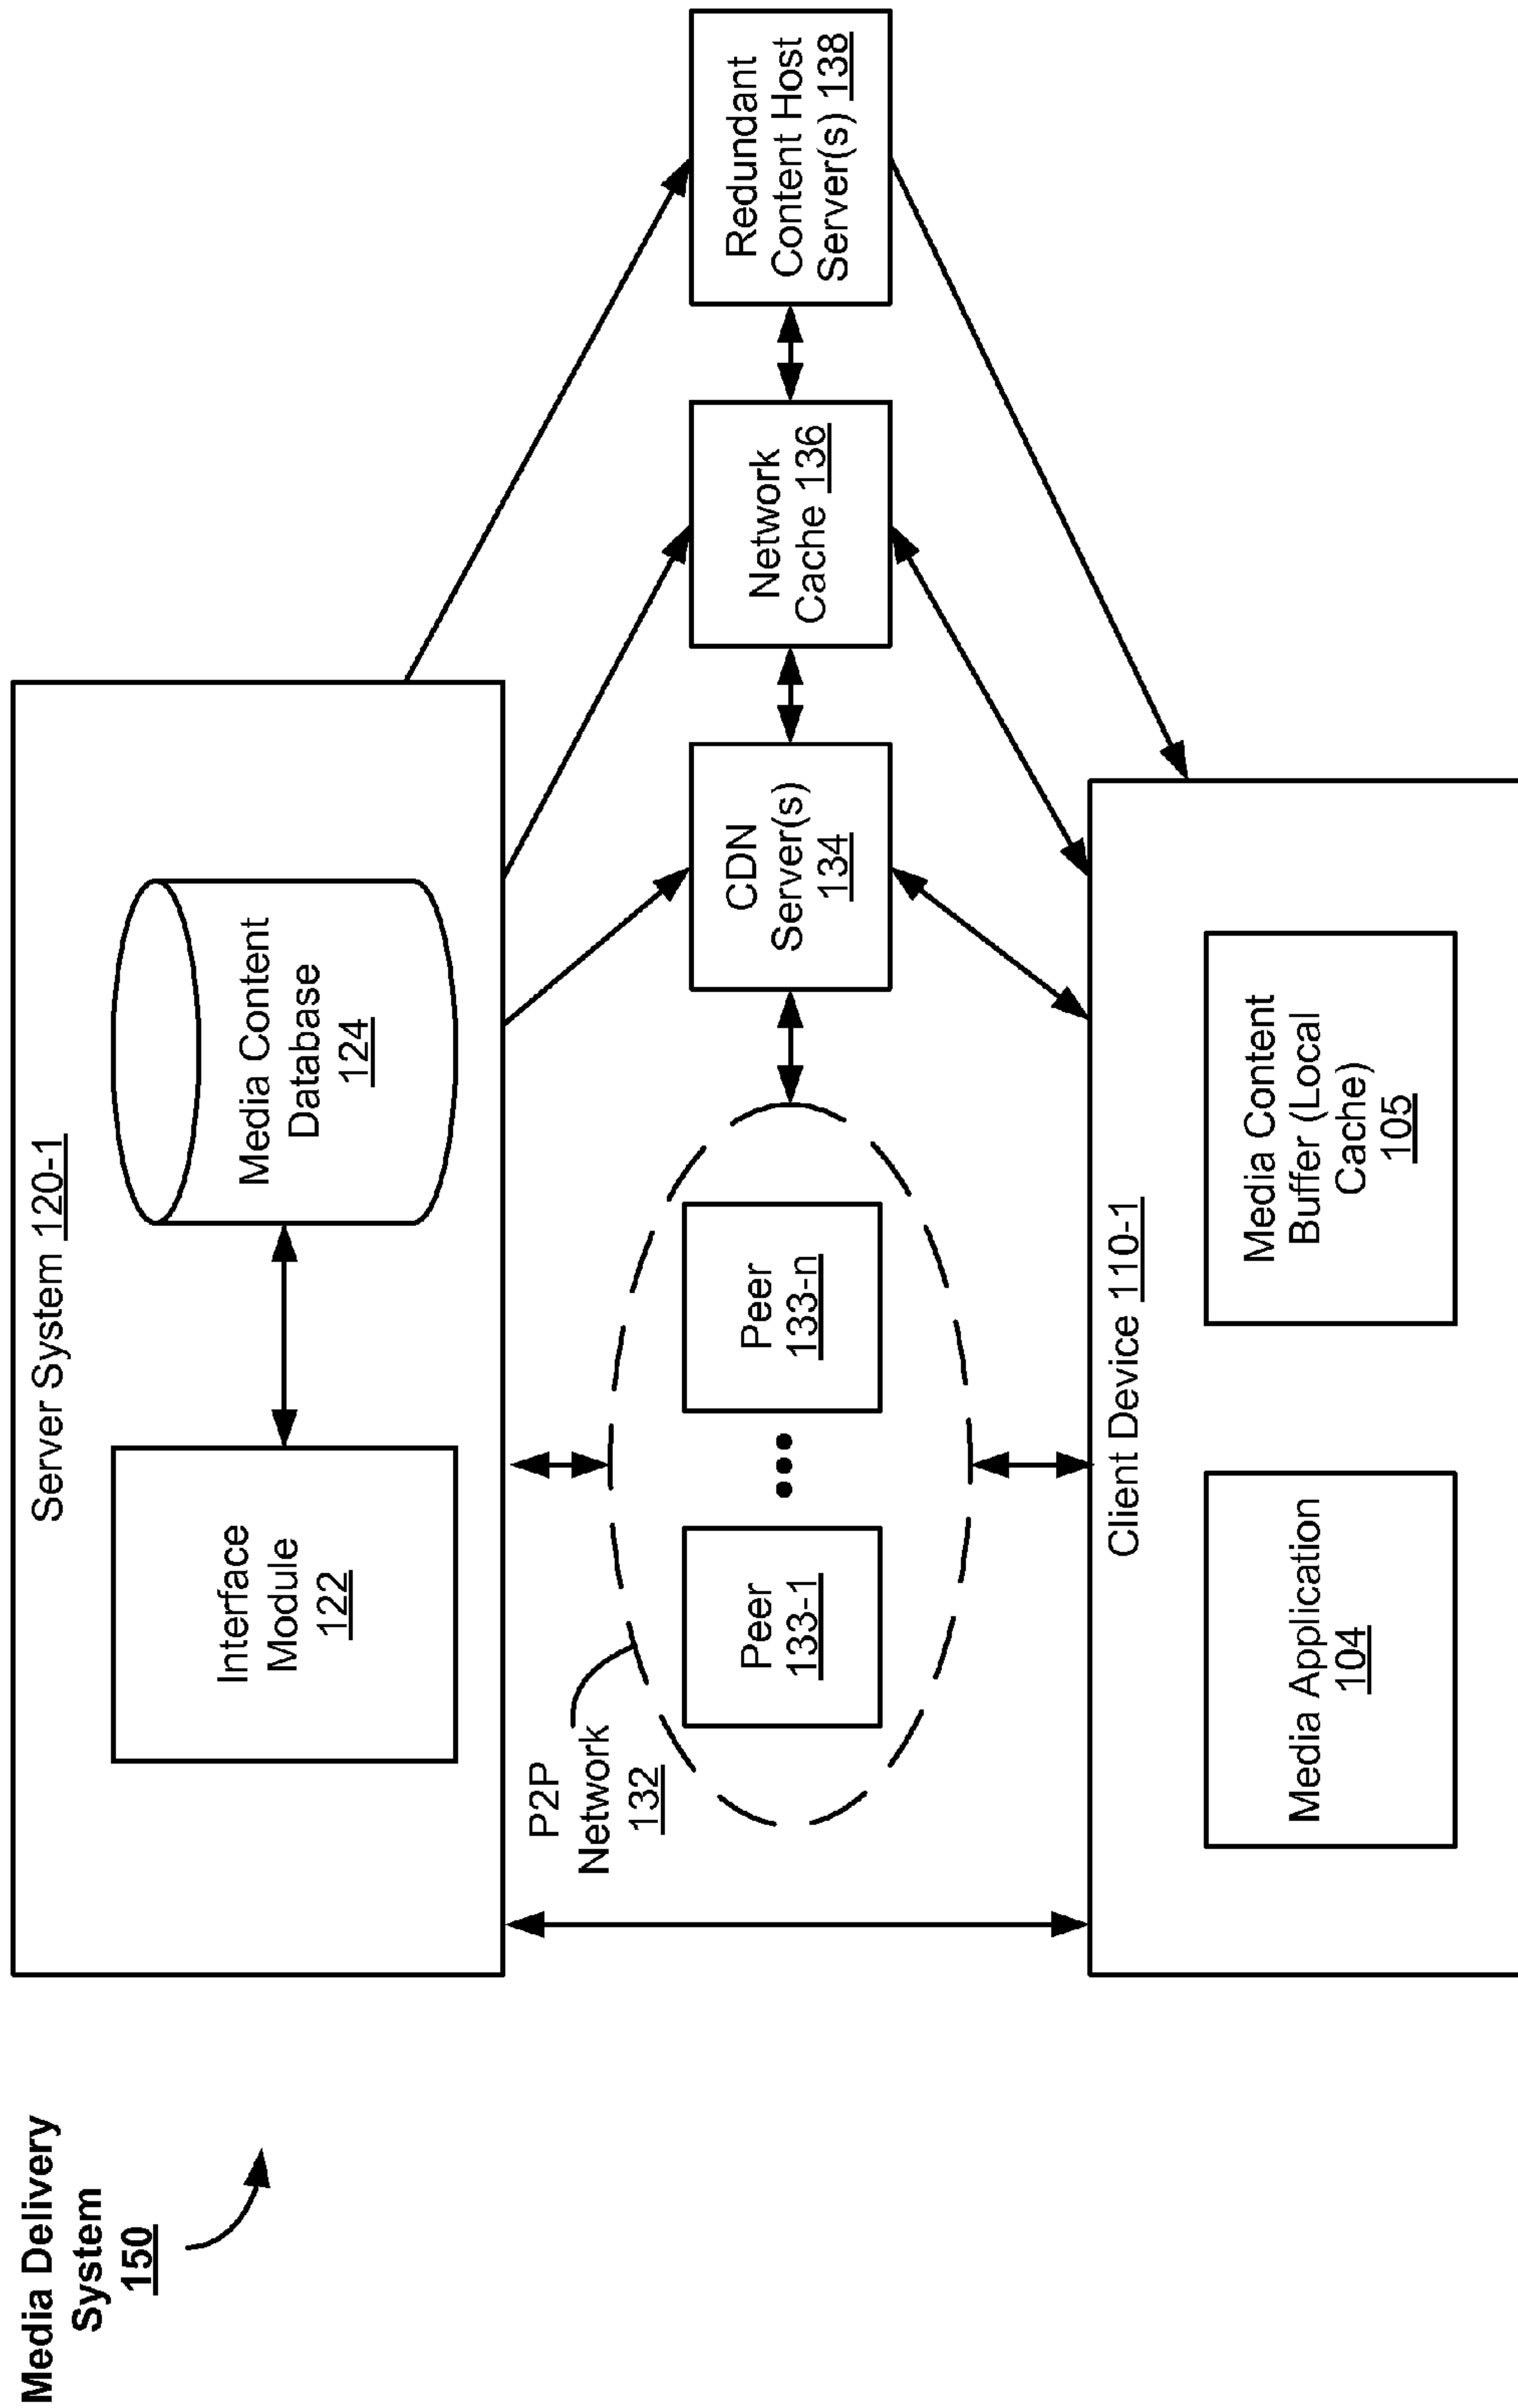 Media Delivery
System
150
Server System 120-1
Interface
Module
122
Media Content
Database
124
P2P
Network
132
Peer
133-1
Peer
133-n
CDN
Server(s)
134
Network
Cache 136
Redundant
Content Host
Server(s) 138
Client Device 110-1
Media Application
104
Media Content
Buffer (Local
Cache)
105